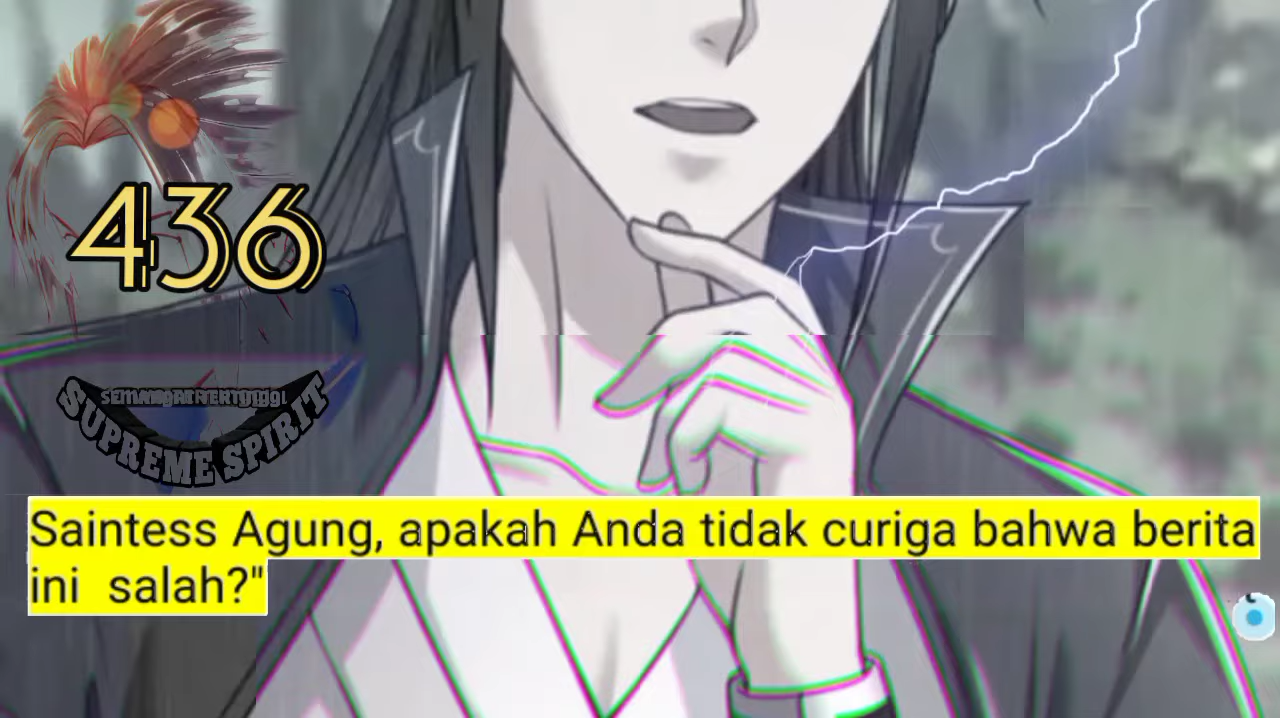 436
SUPREME SPIRIT
Saintess Agung, apakah Anda tidak curiga bahwa berita
ini salah?"